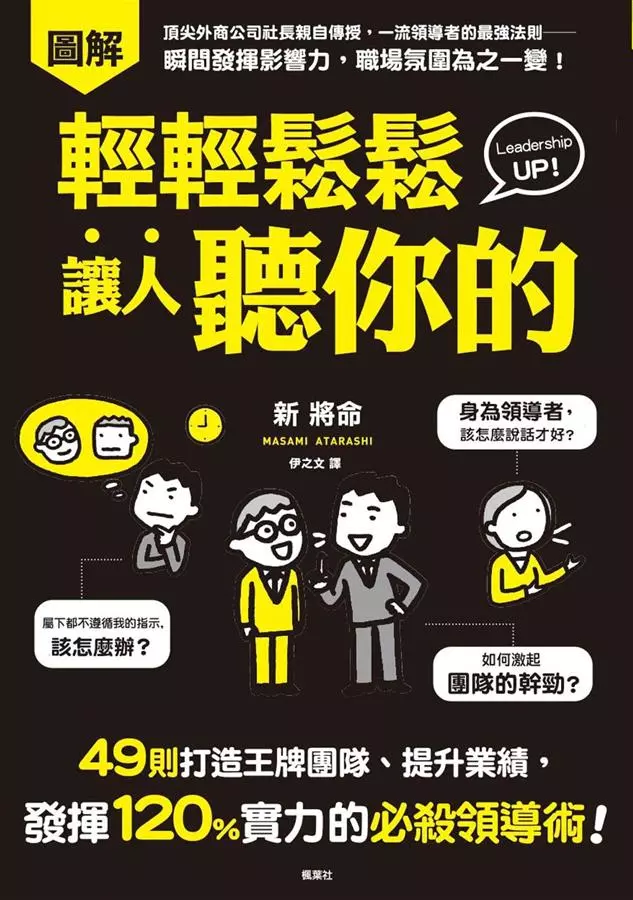 圖解
頂尖外商公司社長親自傳授，一流領導者的最強法則——
瞬間發揮影響力，職場氛圍為之一變！
輕輕鬆鬆
Leadership
UP!
讓人聽你的
新 將命
MASAMI ATARASHI
伊之文 譯
身為領導者，
該怎麼說話才好？
屬下都不遵循我的指示，
該怎麼辦？
如何激起
團隊的幹勁？
49則打造王牌團隊、提升業績，
發揮120%實力的必殺領導術！
楓葉社